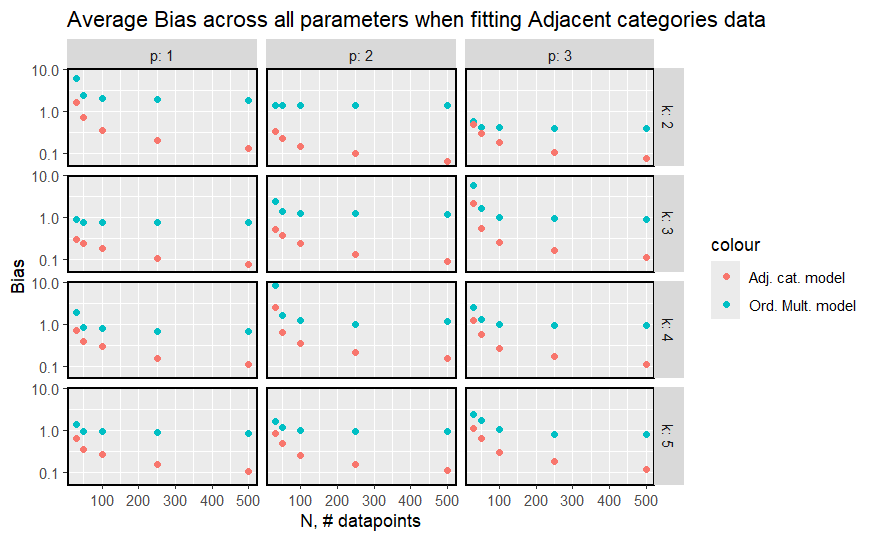 Average Bias across all parameters when fitting Adjacent categories data
p: 1
p: 2
p: 3
10.0
1.0
0.1
k: 2
10.0
1.0
0.1
k: 3
10.0
1.0
0.1
k: 4
10.0
1.0
0.1
k: 5
Bias
100 200 300 400 500
100 200 300 400 500
100 200 300 400 500
N, # datapoints
colour
Adj. cat. model
Ord. Mult. model